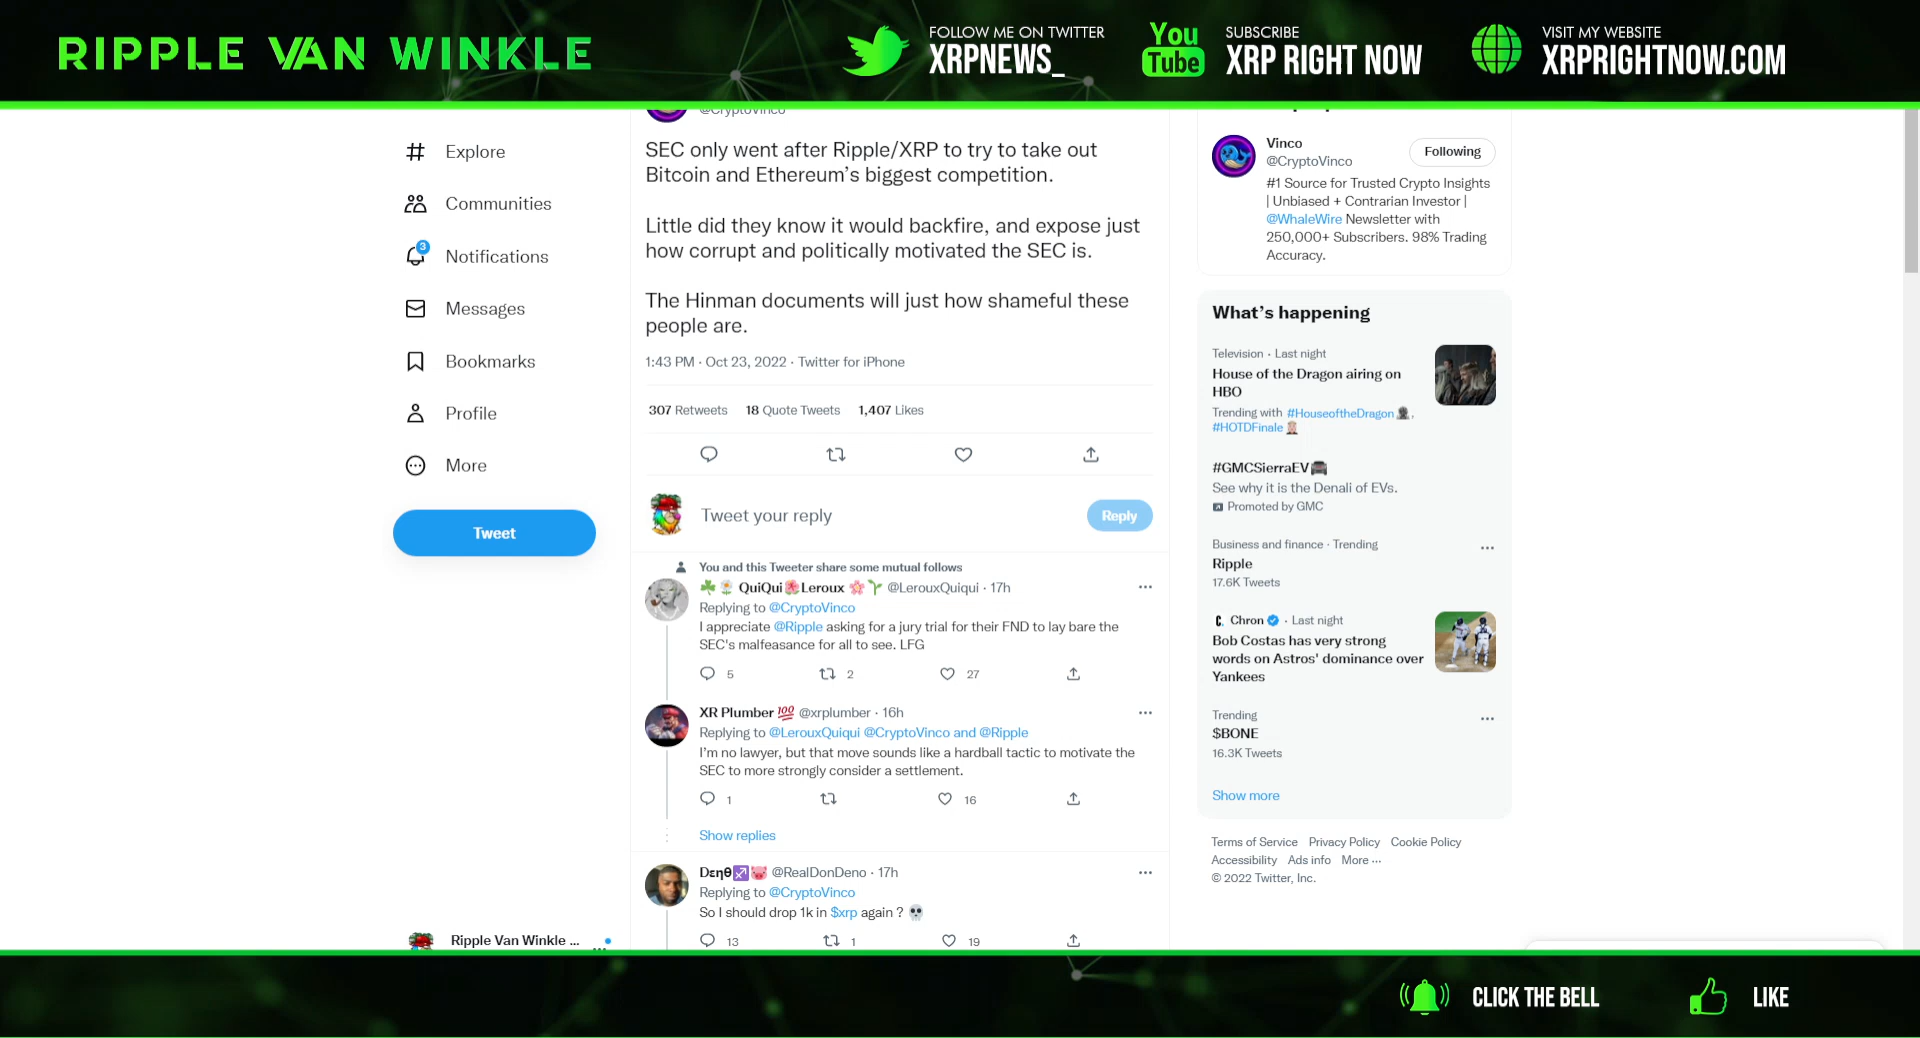 RIPPLE VAN WINKLE
FOLLOW ME ON TWITTER
XRPNEWS_
You
Tube
SUBSCRIBE
XRP RIGHT NOW
VISIT MY WEBSITE
XRPRIGHTNOW.COM
Explore
Communities
3
Notifications
Messages
Bookmarks
Profile
More
Tweet
Ripple Van Winkle ...
@CryptoVinco
SEC only went after Ripple/XRP to try to take out
Bitcoin and Ethereum’s biggest competition.
Little did they know it would backfire, and expose just
how corrupt and politically motivated the SEC is.
The Hinman documents will just how shameful these
people are.
1:43 PM · Oct 23, 2022 · Twitter for iPhone
307 Retweets 18 Quote Tweets 1,407 Likes
Tweet your reply
Reply
You and this Tweeter share some mutual follows
☘️🌼 QuiQui🌺Leroux 🌸🌱 @LerouxQuiqui · 17h
Replying to @CryptoVinco
I appreciate @Ripple asking for a jury trial for their FND to lay bare the
SEC's malfeasance for all to see. LFG
5 2 27
XR Plumber 💯 @xrplumber · 16h
Replying to @LerouxQuiqui @CryptoVinco and @Ripple
I’m no lawyer, but that move sounds like a hardball tactic to motivate the
SEC to more strongly consider a settlement.
1 16
Show replies
Dεηθ♐🐷 @RealDonDeno · 17h
Replying to @CryptoVinco
So I should drop 1k in $xrp again ? 💀
13 1 19
Vinco
@CryptoVinco
Following
#1 Source for Trusted Crypto Insights
| Unbiased + Contrarian Investor |
@WhaleWire Newsletter with
250,000+ Subscribers. 98% Trading
Accuracy.
What’s happening
Television · Last night
House of the Dragon airing on
HBO
Trending with #HouseoftheDragon,
#HOTDFinale
#GMCSierraEV
See why it is the Denali of EVs.
Promoted by GMC
Business and finance · Trending
Ripple
17.6K Tweets
Chron · Last night
Bob Costas has very strong
words on Astros' dominance over
Yankees
Trending
$BONE
16.3K Tweets
Show more
Terms of Service Privacy Policy Cookie Policy
Accessibility Ads info More ...
© 2022 Twitter, Inc.
CLICK THE BELL
LIKE